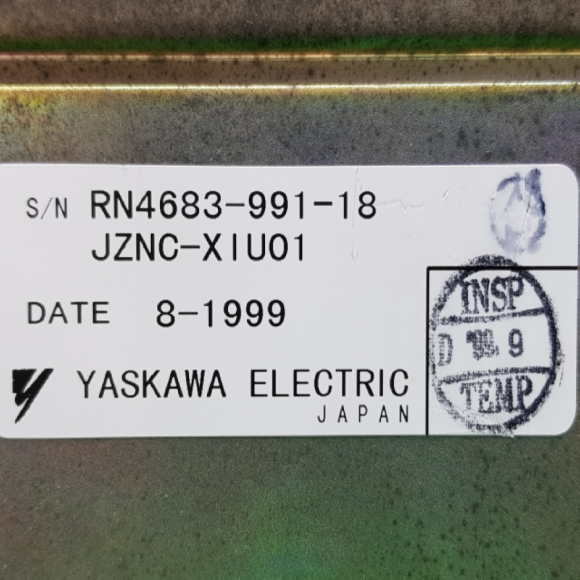 S/N RN4683-991-18
JZNC-XIU01
DATE 8-1999
YASKAWA ELECTRIC
JAPAN
INSP
D '99. 9
TEMP